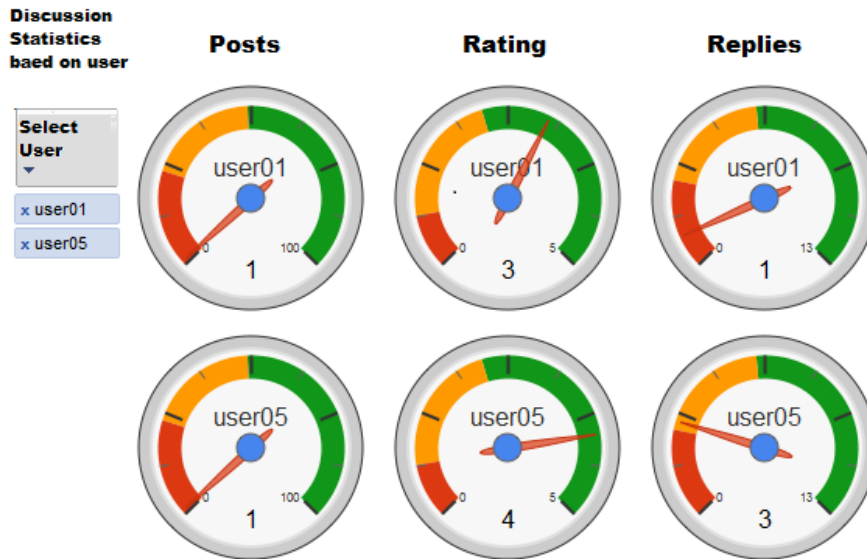 Discussion
Statistics
baed on user
Posts
Rating
Replies
Select
User
x user01
x user05
user01
0
100
1
user01
0
5
3
user01
0
13
1
user05
0
100
1
user05
0
5
4
user05
0
13
3